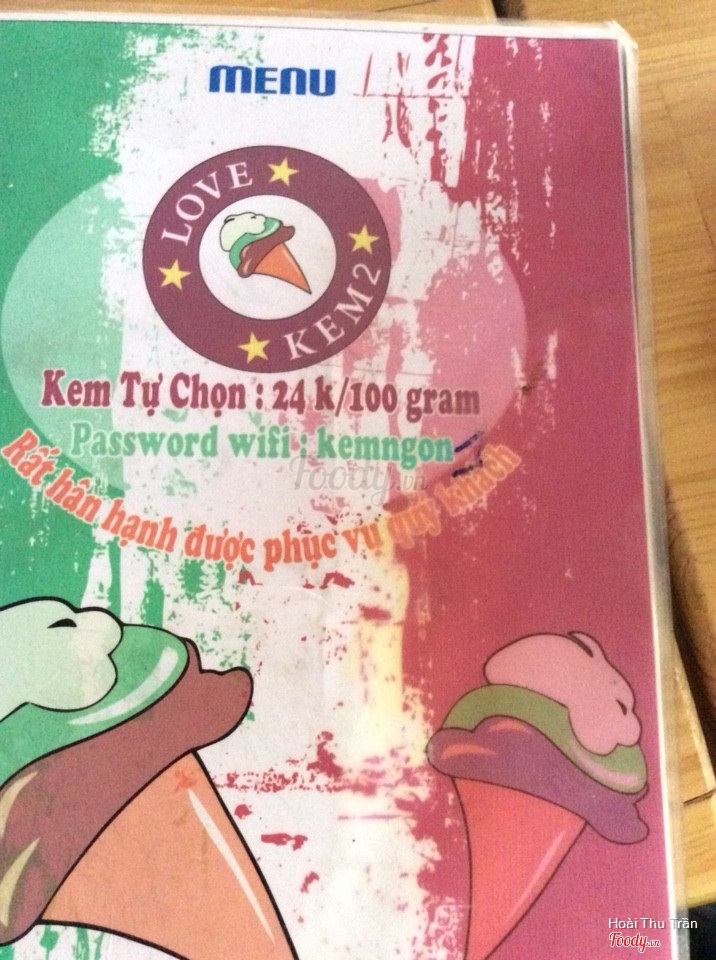 MENU
LOVE
KEM2
Kem Tự Chọn : 24 k/100 gram
Password wifi : kemngon
Rất hân hạnh được phục vụ quý khách
Foody.vn
Hoài Thu Trần
Foody.vn